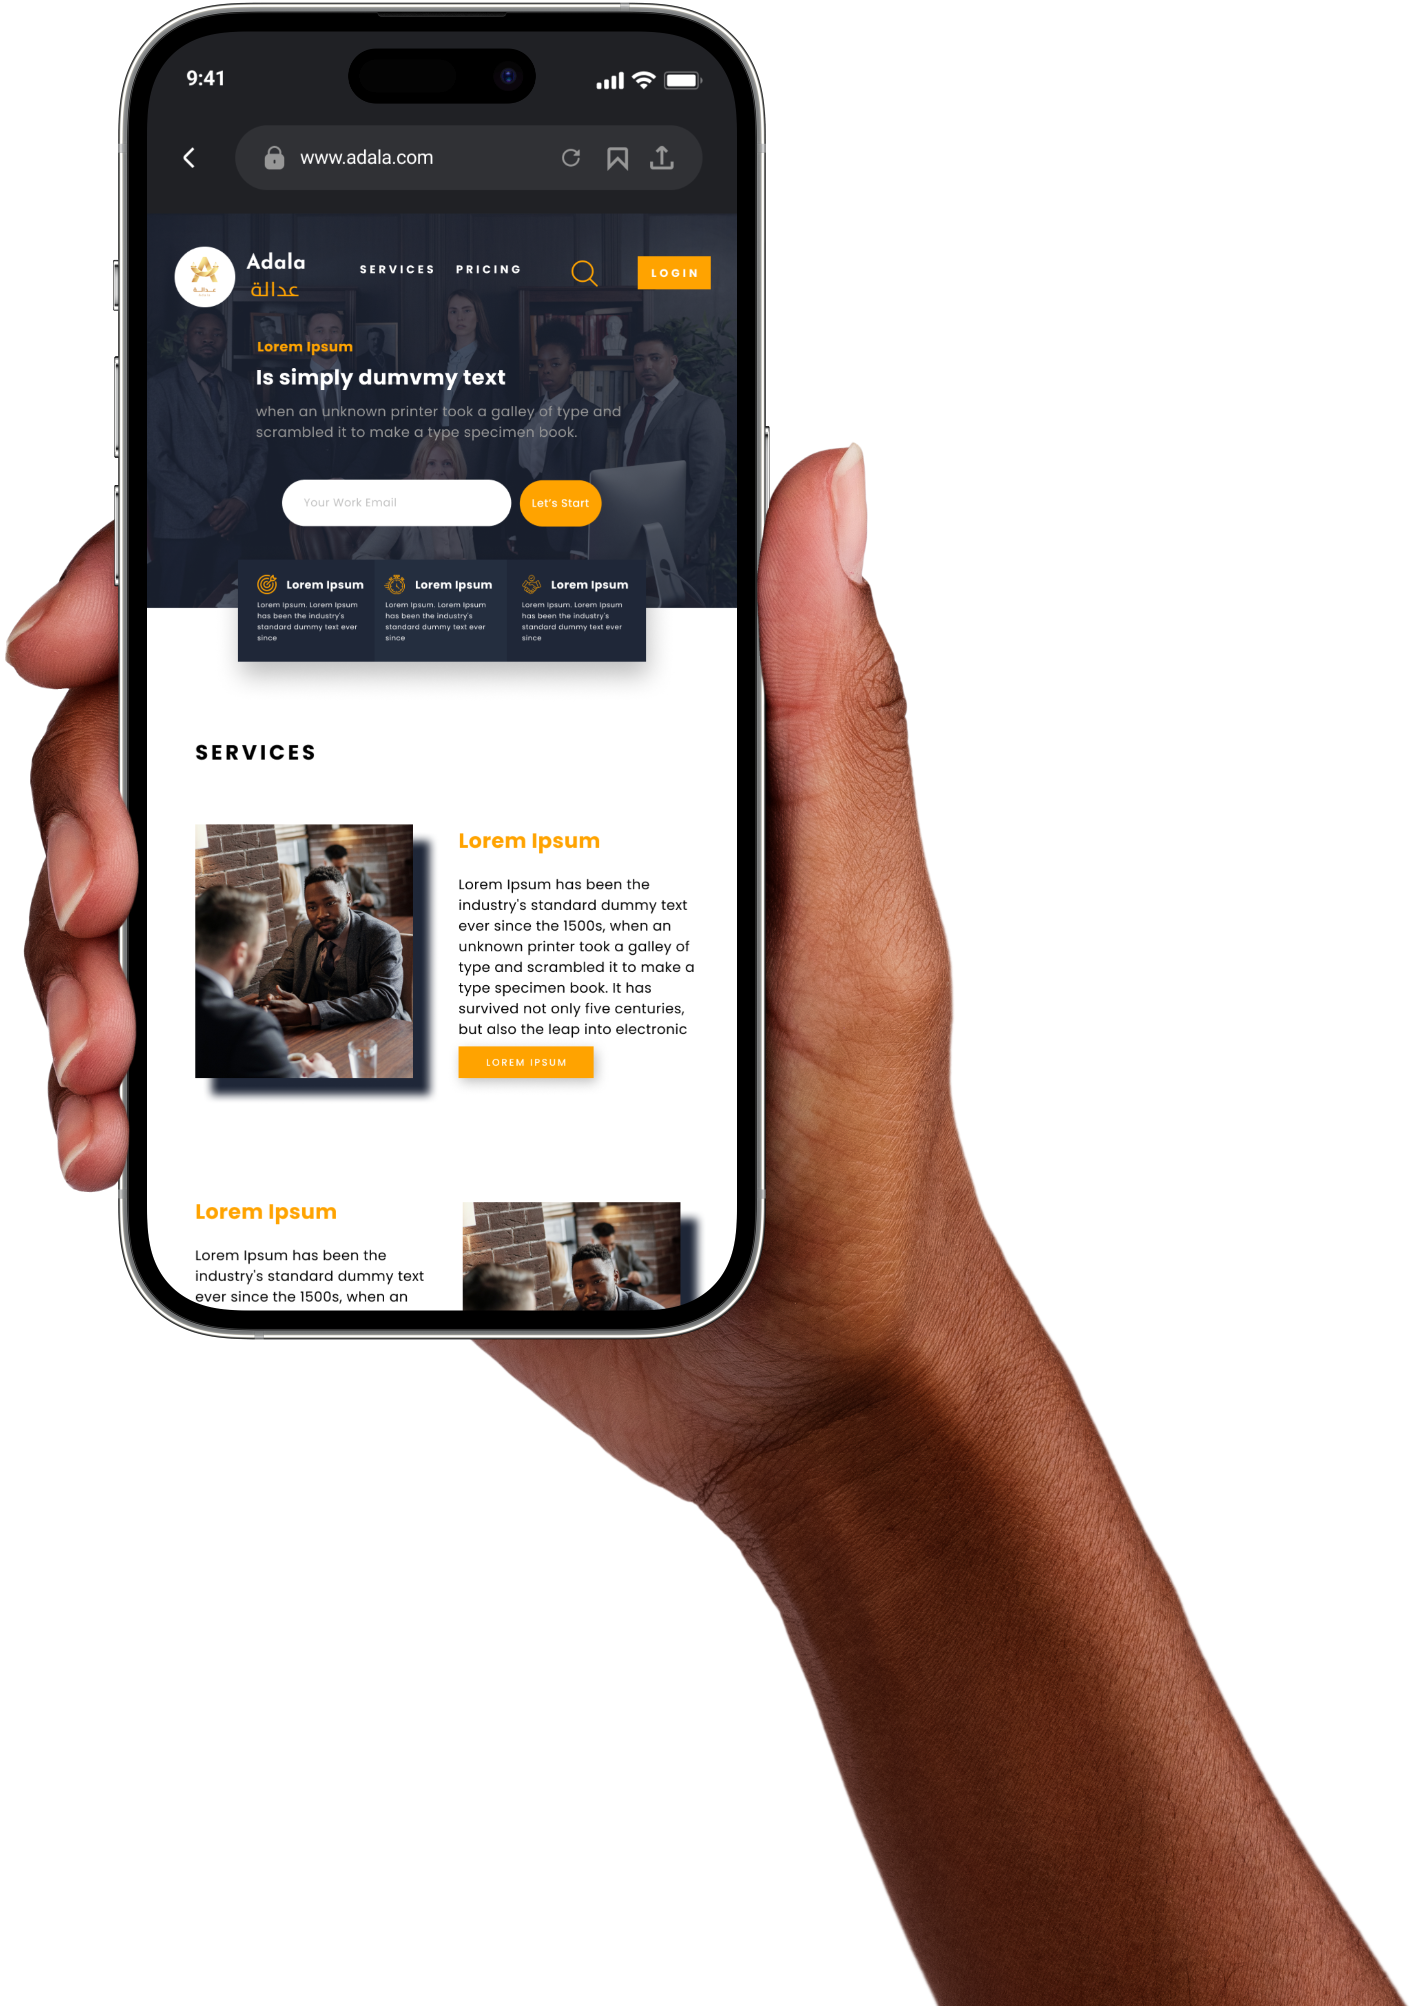 9:41
www.adala.com
Adala
عدالة
SERVICES PRICING
LOGIN
Lorem Ipsum
Is simply dumvmy text
when an unknown printer took a galley of type and
scrambled it to make a type specimen book.
Your Work Email
Let's Start
Lorem Ipsum
Lorem Ipsum. Lorem Ipsum
has been the industry's
standard dummy text ever
since
Lorem Ipsum
Lorem Ipsum. Lorem Ipsum
has been the industry's
standard dummy text ever
since
Lorem Ipsum
Lorem Ipsum. Lorem Ipsum
has been the industry's
standard dummy text ever
since
SERVICES
Lorem Ipsum
Lorem Ipsum has been the
industry's standard dummy text
ever since the 1500s, when an
unknown printer took a galley of
type and scrambled it to make a
type specimen book. It has
survived not only five centuries,
but also the leap into electronic
LOREM IPSUM
Lorem Ipsum
Lorem Ipsum has been the
industry's standard dummy text
ever since the 1500s, when an